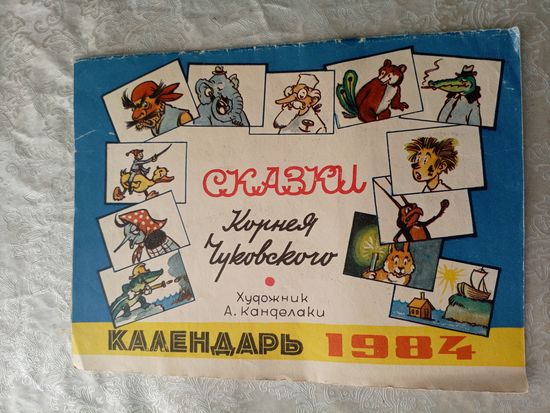 СКАЗКИ
Корнея
Чуковского
Художник
А. Канделаки
КАЛЕНДАРЬ 1984